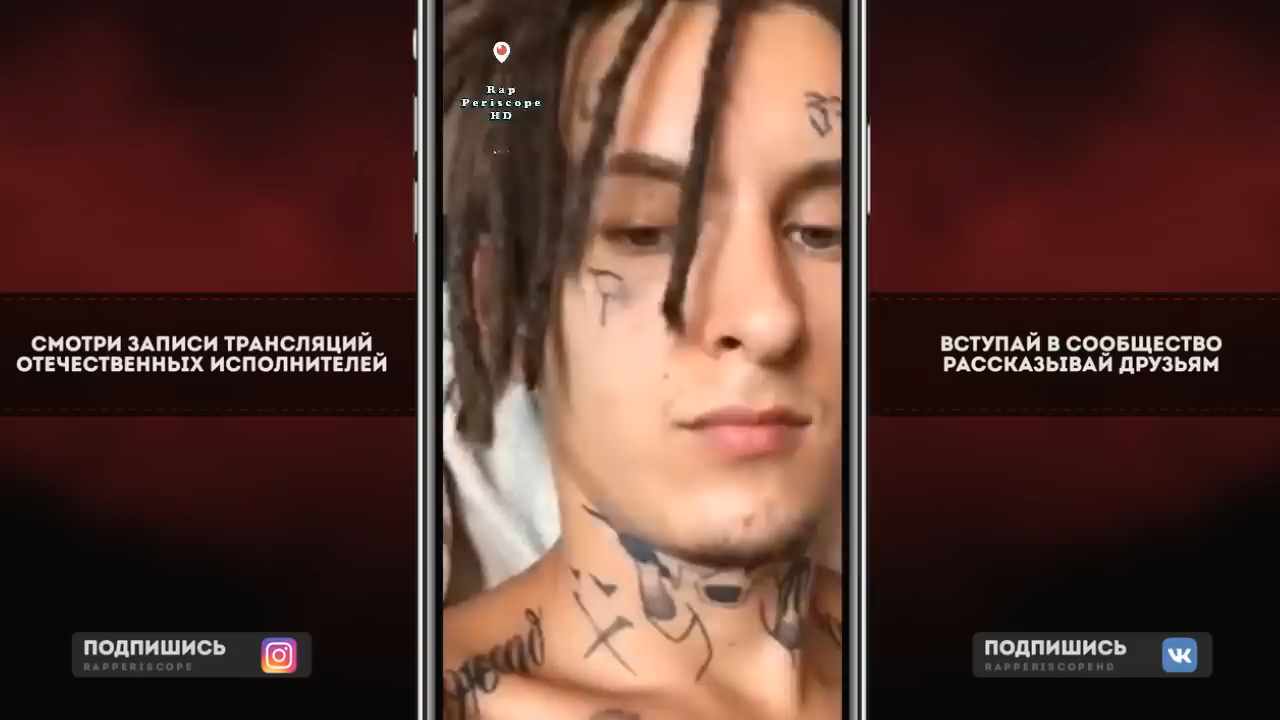 Rap
Periscope
HD
СМОТРИ ЗАПИСИ ТРАНСЛЯЦИЙ
ОТЕЧЕСТВЕННЫХ ИСПОЛНИТЕЛЕЙ
ВСТУПАЙ В СООБЩЕСТВО
РАССКАЗЫВАЙ ДРУЗЬЯМ
ПОДПИШИСЬ
RAPPERISCOPE
ПОДПИШИСЬ
RAPPERISCOPEHD